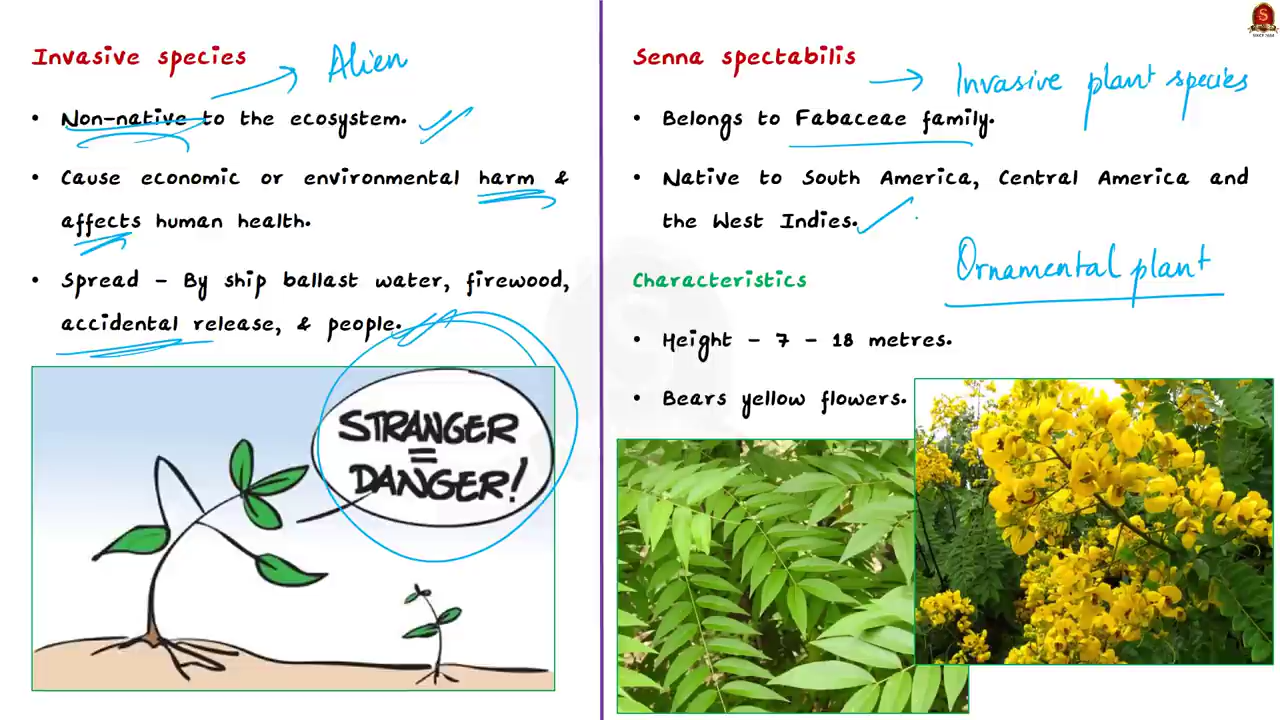 Invasive species
Alien
• Non-native to the ecosystem.
• Cause economic or environmental harm &
affects human health.
• Spread - By ship ballast water, firewood,
accidental release, & people.
STRANGER
=
DANGER!
Senna spectabilis
Invasive plant species
• Belongs to Fabaceae family.
• Native to South America, Central America and
the West Indies.
Ornamental plant
Characteristics
• Height - 7 - 18 metres.
• Bears yellow flowers.